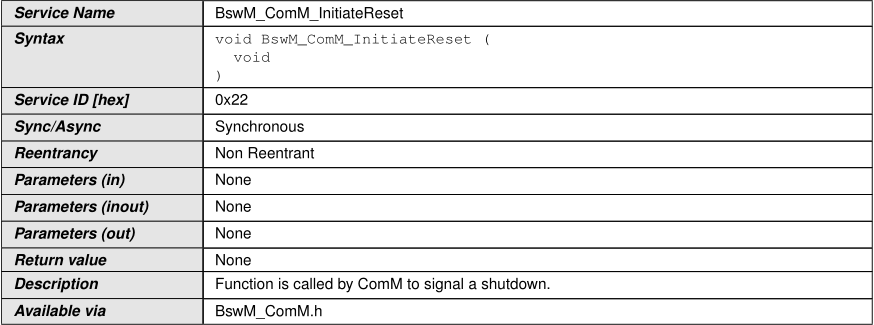 Service Name BswM_ComM_InitiateReset
Syntax void BswM_ComM_InitiateReset (
void
)
Service ID [hex] 0x22
Sync/Async Synchronous
Reentrancy Non Reentrant
Parameters (in) None
Parameters (inout) None
Parameters (out) None
Return value None
Description Function is called by ComM to signal a shutdown.
Available via BswM_ComM.h